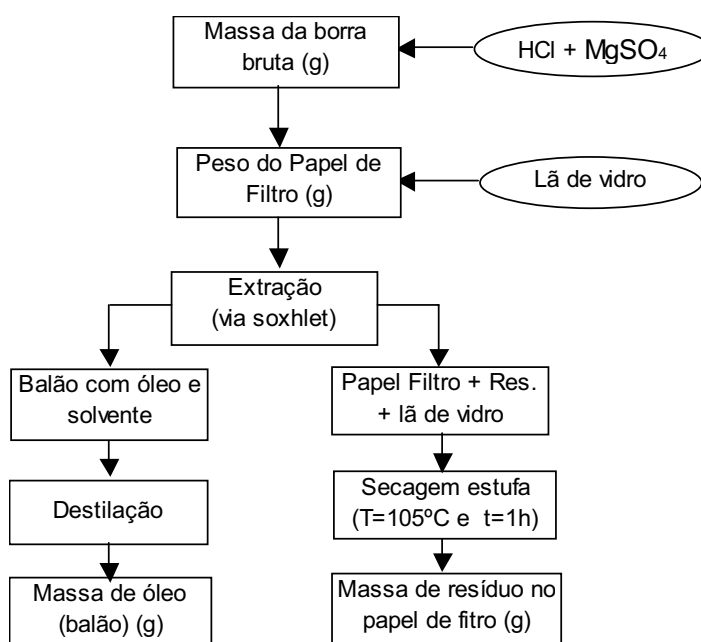 Massa da borra
bruta (g)
HCl + MgSO₄
Peso do Papel de
Filtro (g)
Lã de vidro
Extração
(via soxhlet)
Balão com óleo e
solvente
Papel Filtro + Res.
+ lã de vidro
Destilação
Secagem estufa
(T=105ºC e t=1h)
Massa de óleo
(balão) (g)
Massa de resíduo no
papel de fitro (g)